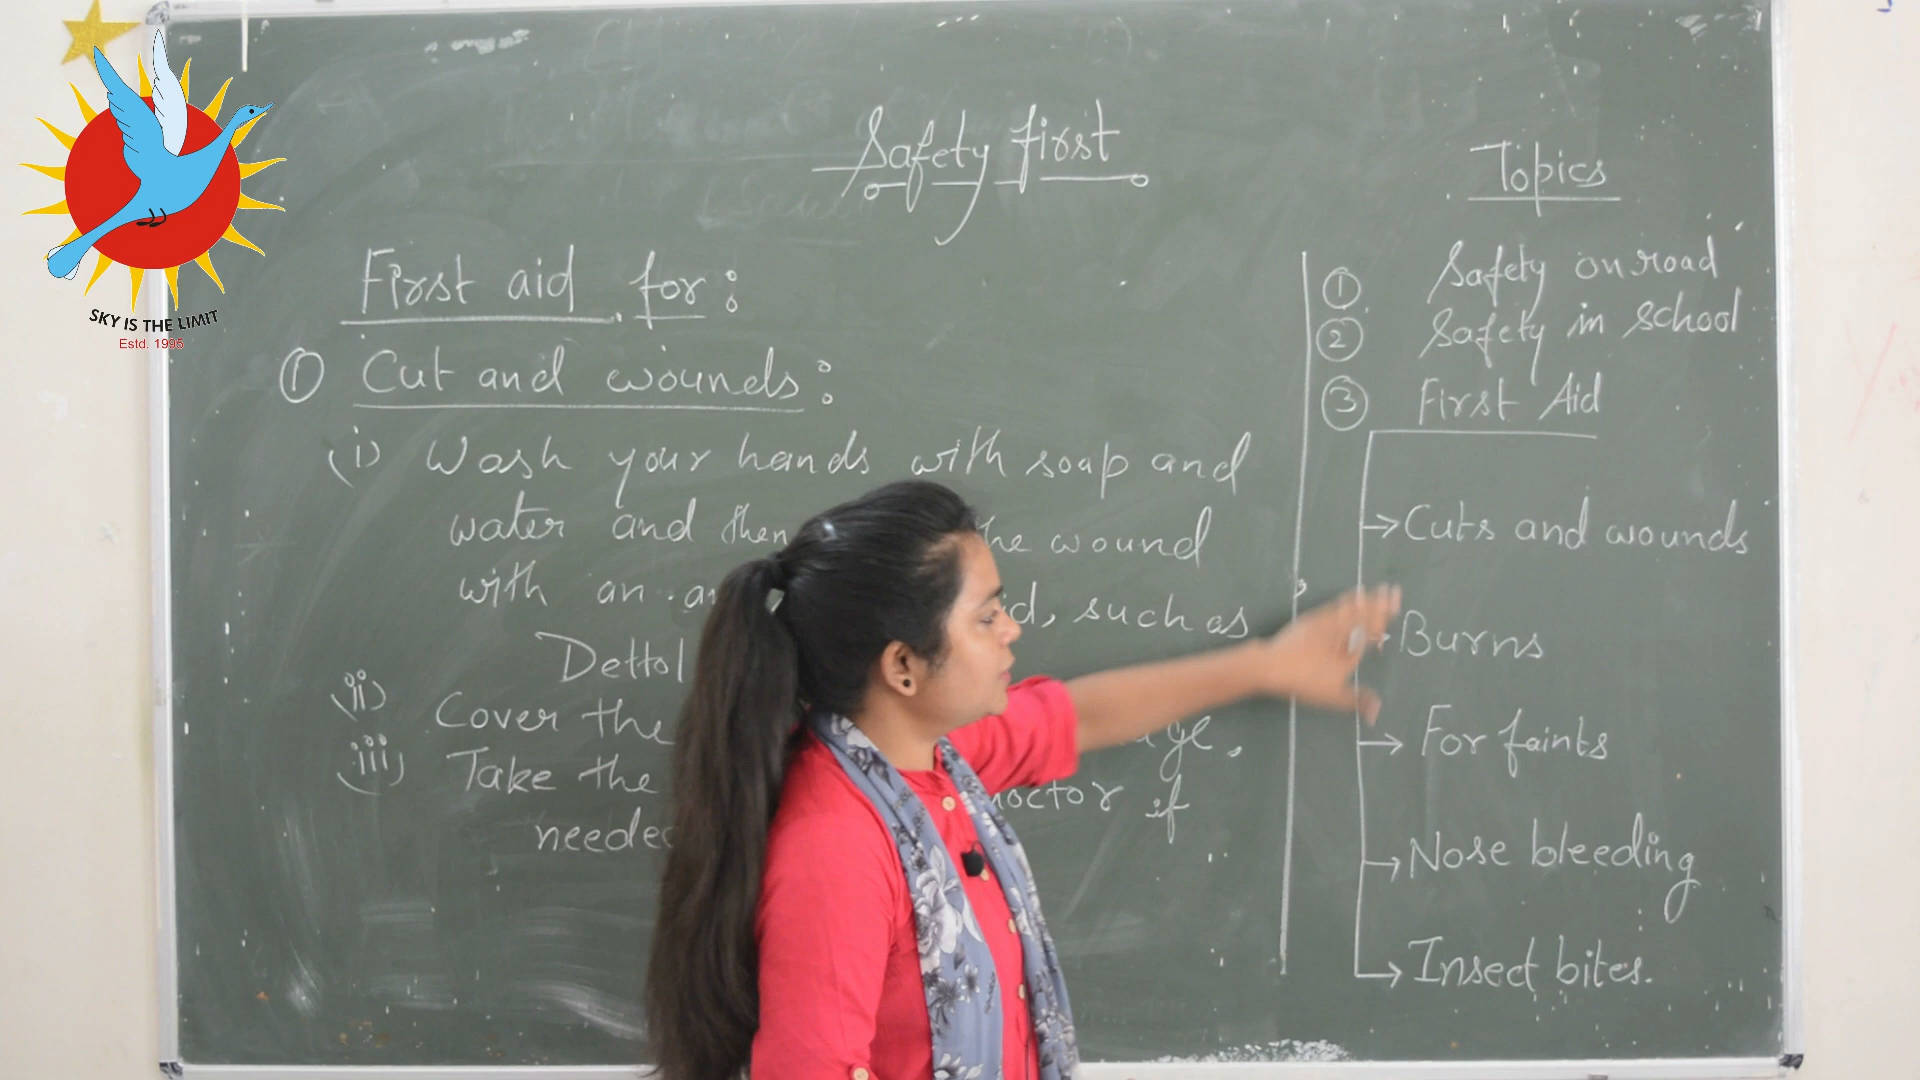 SKY IS THE LIMIT
Estd. 1995
Safety first
First aid for:
① Cut and wounds:
(i) Wash your hands with soap and
water and then the wound
with an such as
Dettol
(ii) Cover the
(iii) Take the doctor if
needed
Topics
① Safety on road
② Safety in school
③ First Aid
→ Cuts and wounds
→ Burns
→ For faints
→ Nose bleeding
→ Insect bites.